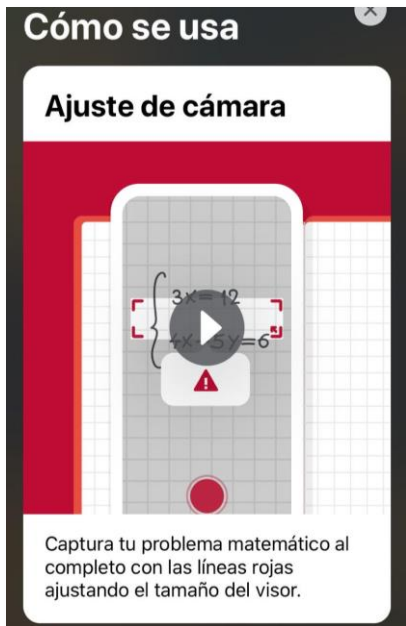 Cómo se usa
Ajuste de cámara
3x = 12
4x 5y = 6
Captura tu problema matemático al
completo con las líneas rojas
ajustando el tamaño del visor.